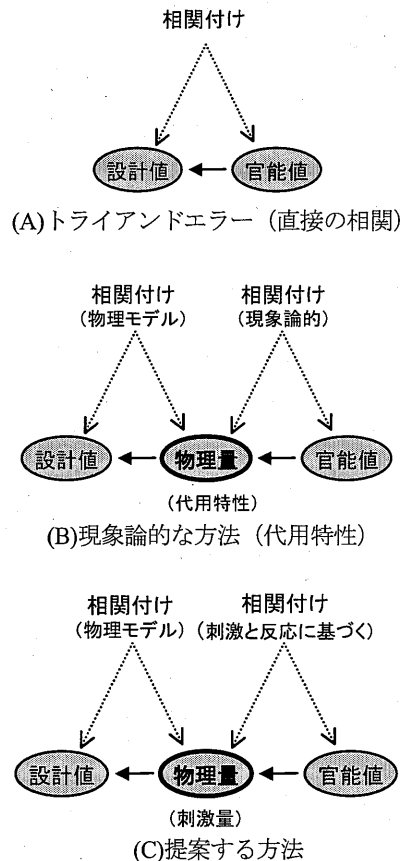 相関付け
設計値 官能値
(A)トライアンドエラー（直接の相関）
相関付け 相関付け
(物理モデル) (現象論的)
設計値 物理量 官能値
(代用特性)
(B)現象論的な方法（代用特性）
相関付け 相関付け
(物理モデル) (刺激と反応に基づく)
設計値 物理量 官能値
(刺激量)
(C)提案する方法